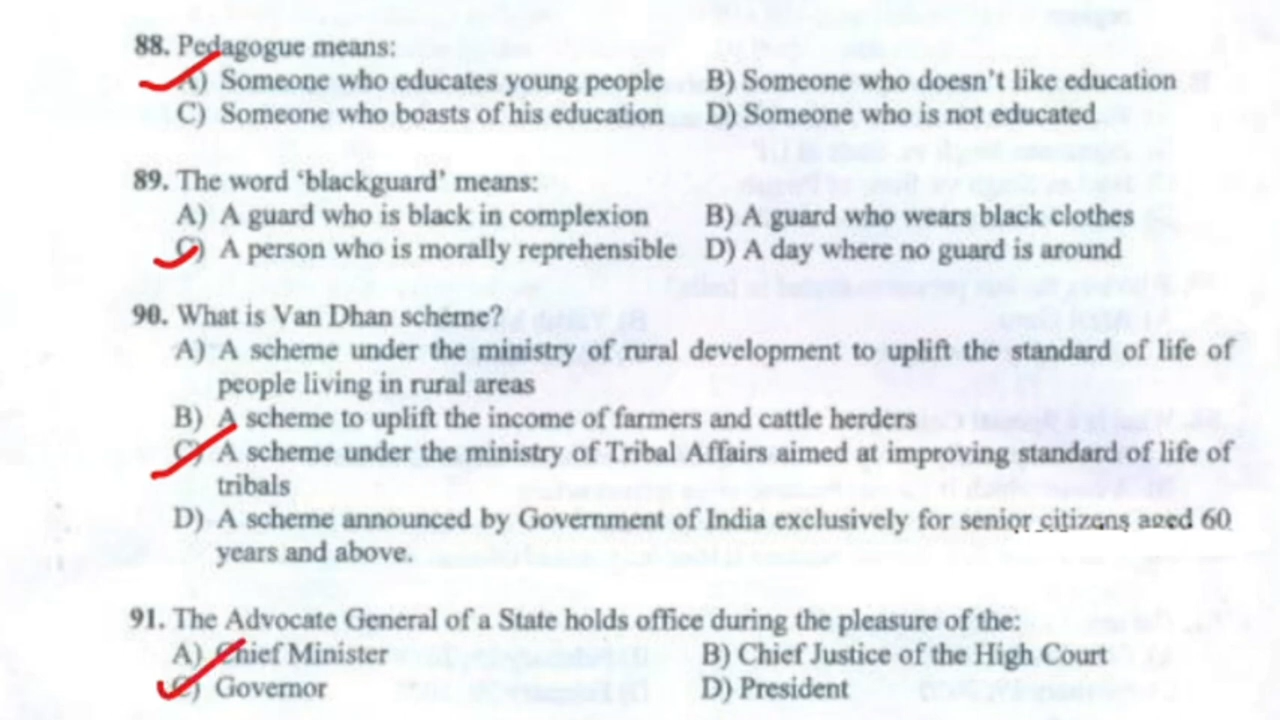 88. Pedagogue means:
A) Someone who educates young people B) Someone who doesn't like education
C) Someone who boasts of his education D) Someone who is not educated
89. The word 'blackguard' means:
A) A guard who is black in complexion B) A guard who wears black clothes
C) A person who is morally reprehensible D) A day where no guard is around
90. What is Van Dhan scheme?
A) A scheme under the ministry of rural development to uplift the standard of life of
people living in rural areas
B) A scheme to uplift the income of farmers and cattle herders
C) A scheme under the ministry of Tribal Affairs aimed at improving standard of life of
tribals
D) A scheme announced by Government of India exclusively for senior citizens aged 60
years and above.
91. The Advocate General of a State holds office during the pleasure of the:
A) Chief Minister B) Chief Justice of the High Court
C) Governor D) President